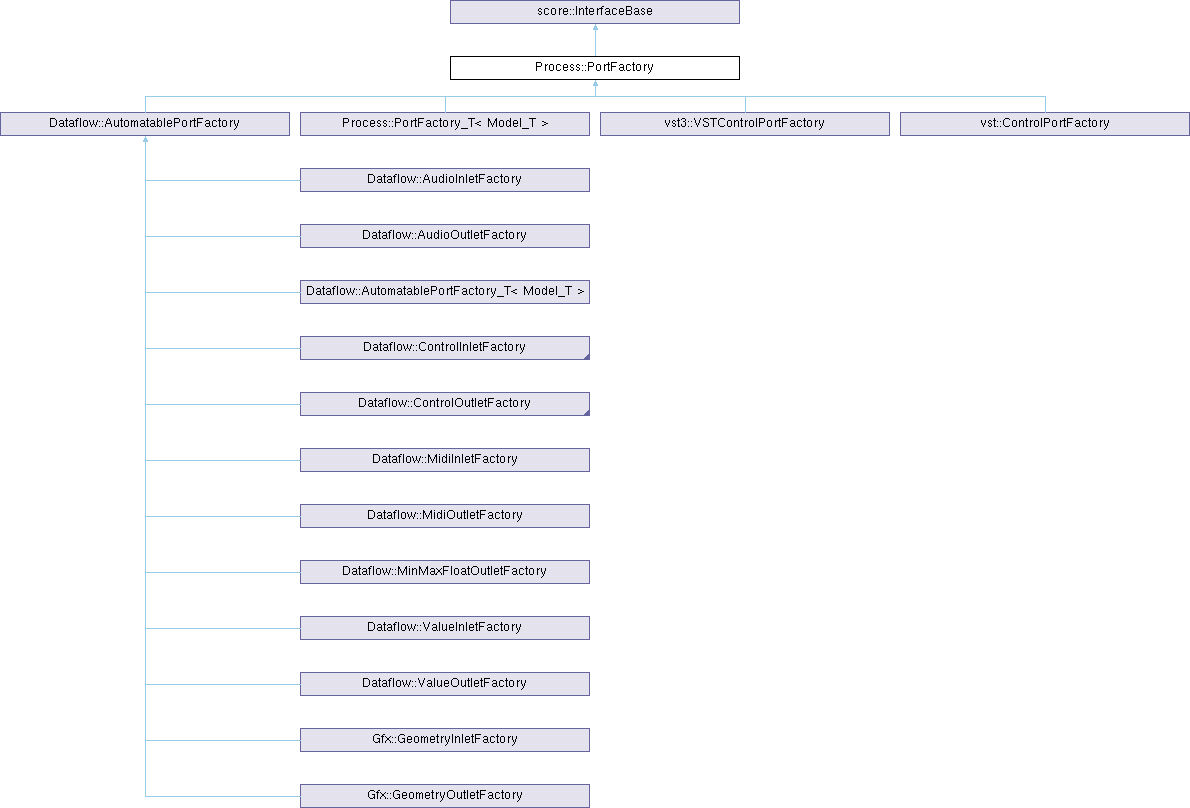 score::InterfaceBase
Process::PortFactory
Dataflow::AutomatablePortFactory
Process::PortFactory_T< Model_T >
vst3::VSTControlPortFactory
vst::ControlPortFactory
Dataflow::AudioInletFactory
Dataflow::AudioOutletFactory
Dataflow::AutomatablePortFactory_T< Model_T >
Dataflow::ControlInletFactory
Dataflow::ControlOutletFactory
Dataflow::MidiInletFactory
Dataflow::MidiOutletFactory
Dataflow::MinMaxFloatOutletFactory
Dataflow::ValueInletFactory
Dataflow::ValueOutletFactory
Gfx::GeometryInletFactory
Gfx::GeometryOutletFactory